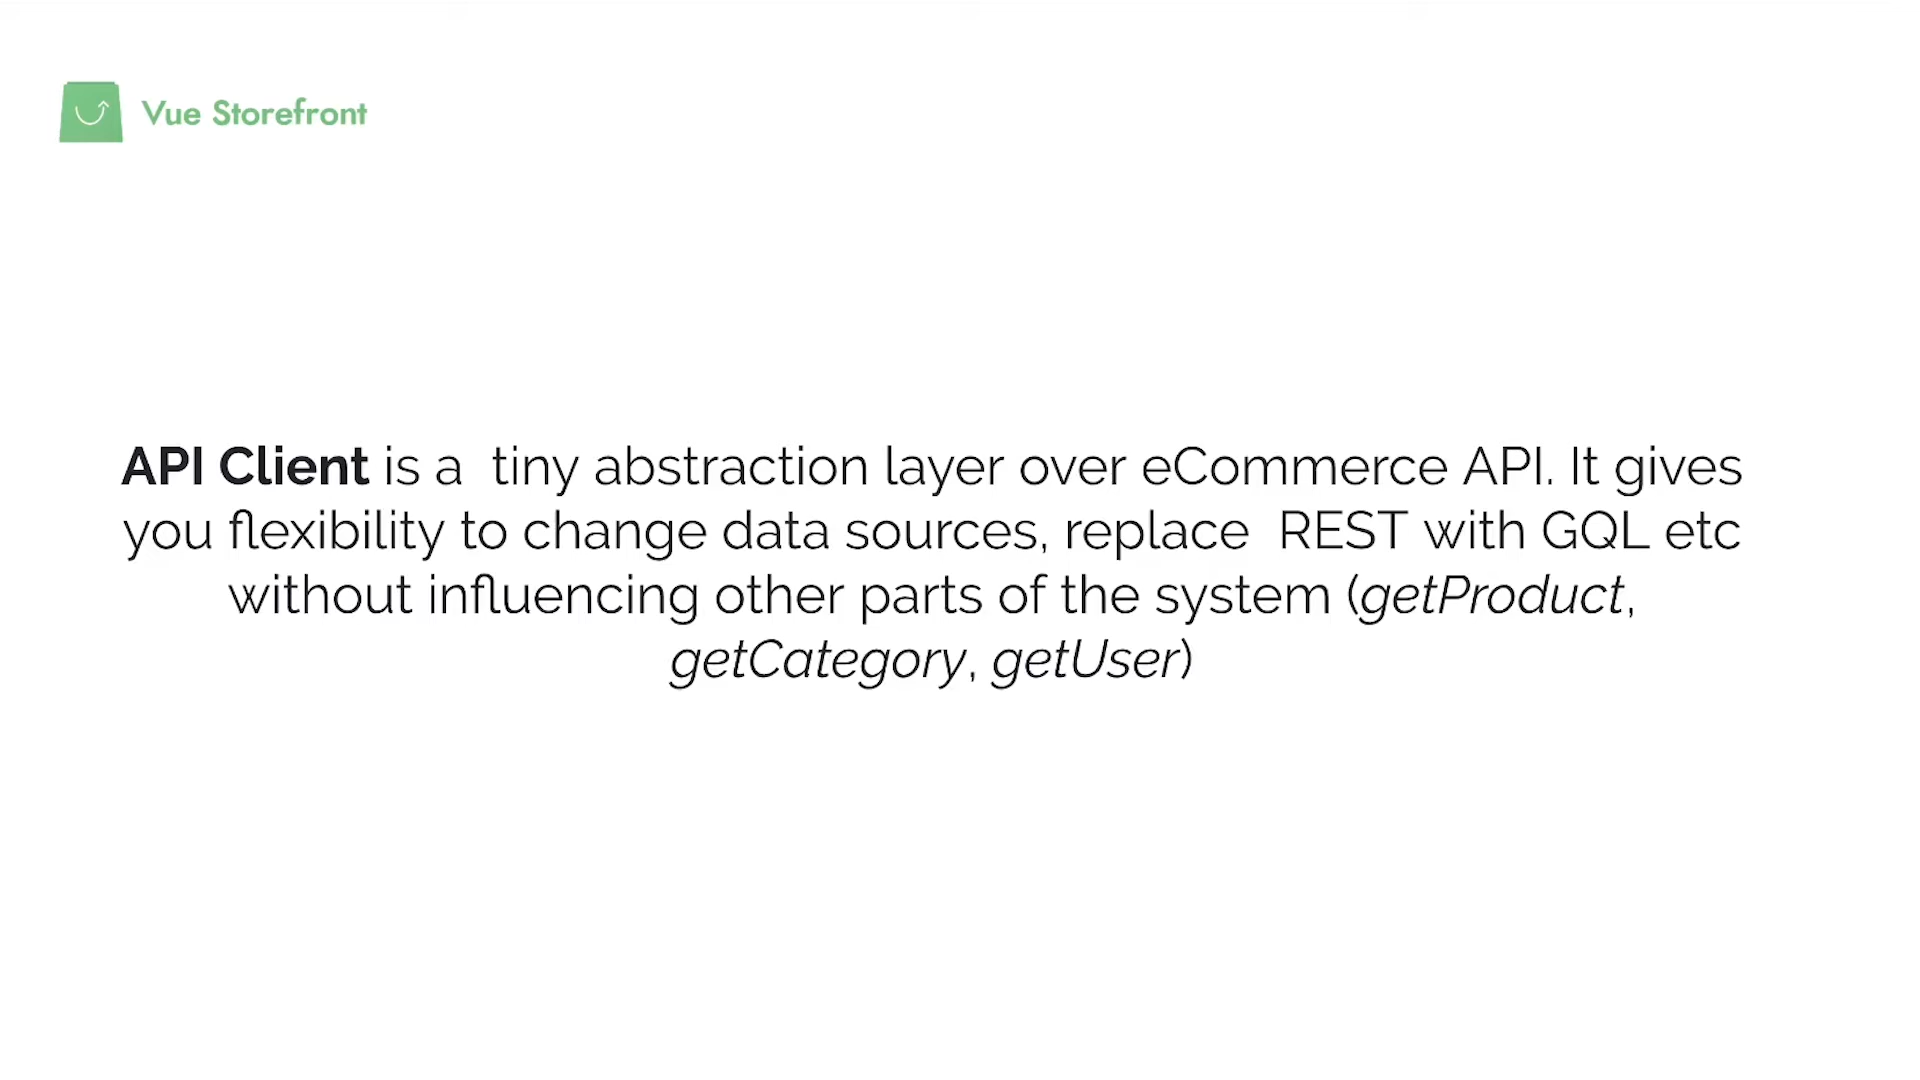 Vue Storefront
API Client is a  tiny abstraction layer over eCommerce API. It gives
you flexibility to change data sources, replace  REST with GQL etc
without influencing other parts of the system (getProduct,
getCategory, getUser)